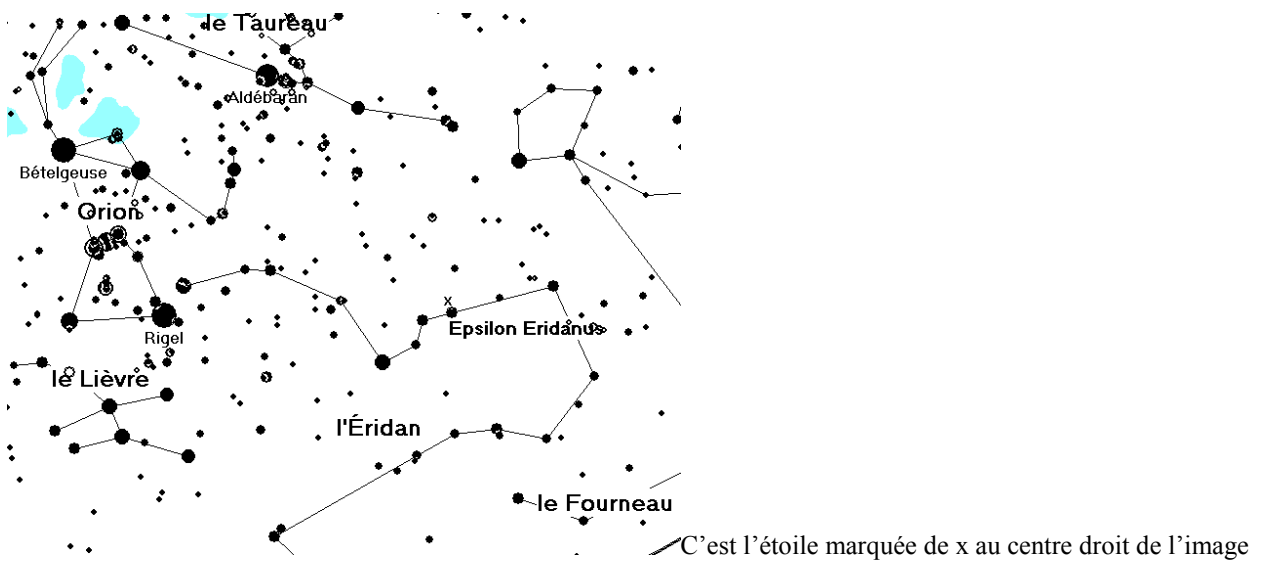 le Taureau
Aldébaran
Bételgeuse
Orion
x
Epsilon Eridanus
Rigel
le Lièvre
l'Éridan
le Fourneau
C’est l’étoile marquée de x au centre droit de l’image